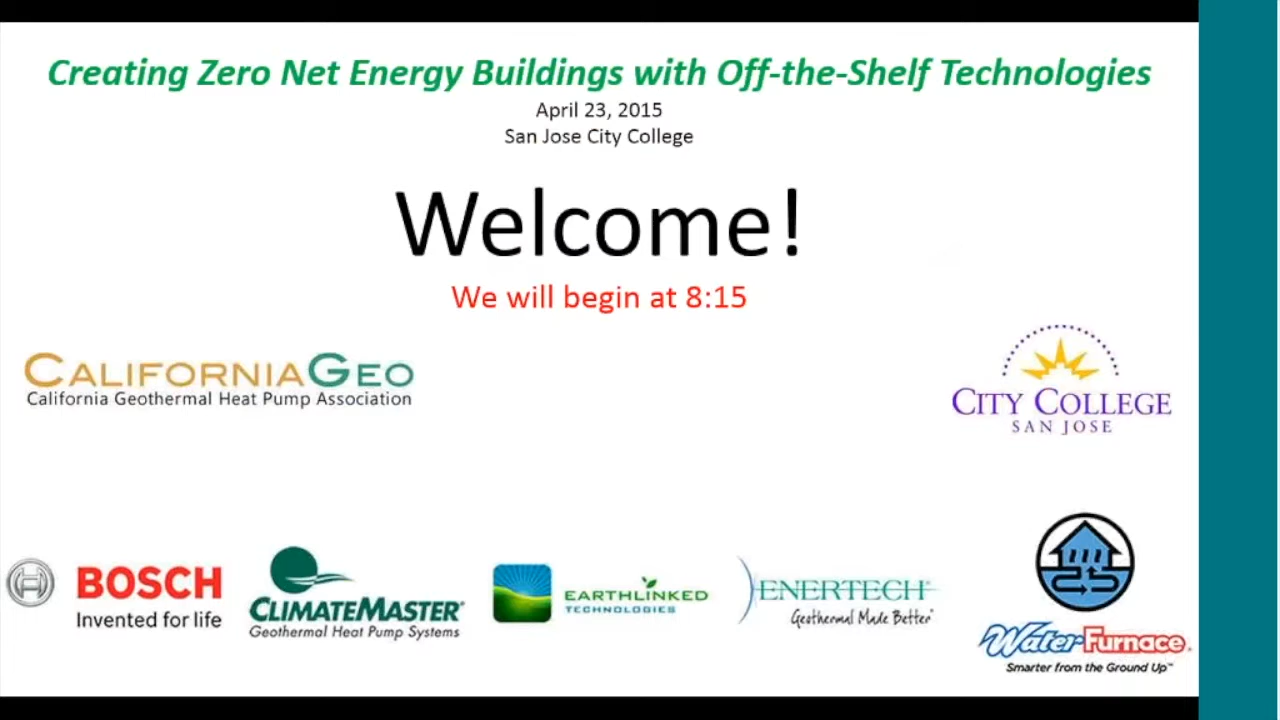 Creating Zero Net Energy Buildings with Off-the-Shelf Technologies
April 23, 2015
San Jose City College
Welcome!
We will begin at 8:15
CALIFORNIAGEO
California Geothermal Heat Pump Association
CITY COLLEGE
SAN JOSE
BOSCH
Invented for life
CLIMATEMASTER®
Geothermal Heat Pump Systems
EARTHLINKED
TECHNOLOGIES
ENERTECH®
Geothermal Made Better®
WaterFurnace®
Smarter from the Ground Up™